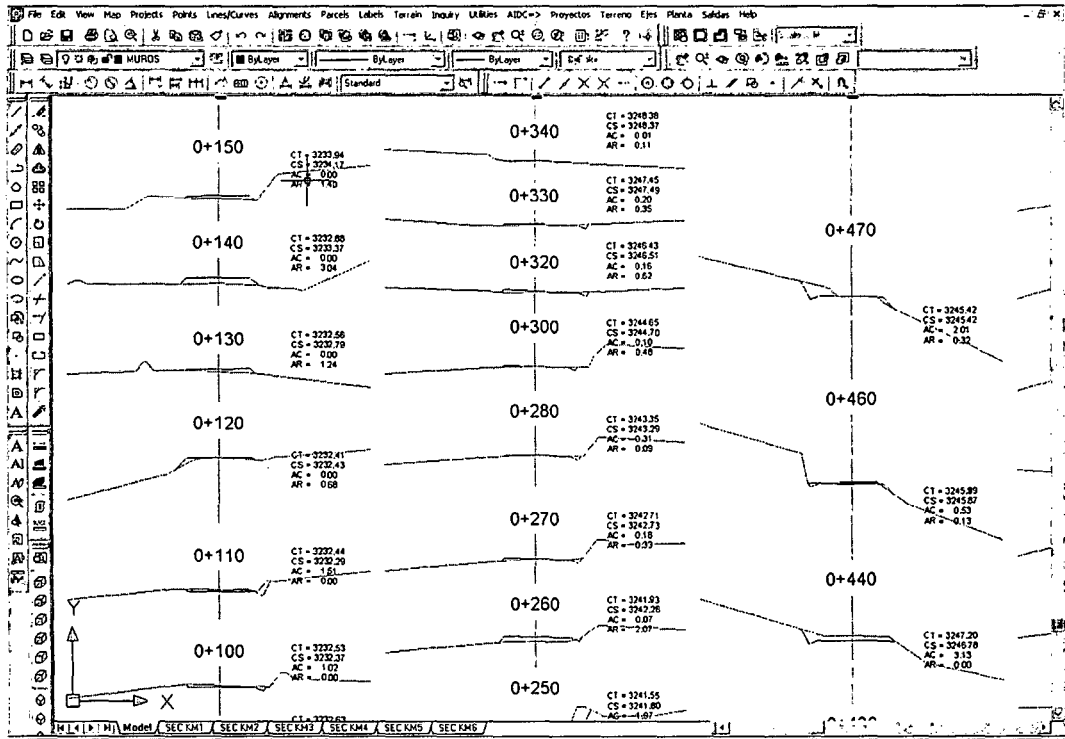 File Edit View Map Projects Points Lines/Curves Alignments Parcels Labels Terrain Inquiry Utilities AIDC=> Proyectos Terreno Ejes Planta Salidas Help
MUROS ByLayer ByLayer ByLayer
Standard
0+150
CT = 3233.94
CS = 3234.17
AC = 0.00
AR = 1.40
0+140
CT = 3232.88
CS = 3233.37
AC = 0.00
AR = 3.04
0+130
CT = 3232.56
CS = 3232.79
AC = 0.00
AR = 1.24
0+120
CT = 3232.41
CS = 3232.43
AC = 0.00
AR = 0.68
0+110
CT = 3232.44
CS = 3232.29
AC = 1.51
AR = 0.00
0+100
CT = 3232.53
CS = 3232.37
AC = 1.02
AR = 0.00
0+340
CT = 3248.38
CS = 3248.37
AC = 0.01
AR = 0.11
0+330
CT = 3247.45
CS = 3247.49
AC = 0.20
AR = 0.35
0+320
CT = 3246.43
CS = 3246.51
AC = 0.16
AR = 0.62
0+300
CT = 3244.65
CS = 3244.70
AC = 0.10
AR = 0.48
0+280
CT = 3243.35
CS = 3243.29
AC = 0.31
AR = 0.09
0+270
CT = 3242.71
CS = 3242.73
AC = 0.18
AR = 0.33
0+260
CT = 3241.93
CS = 3242.26
AC = 0.07
AR = 2.07
0+250
CT = 3241.55
CS = 3241.80
0+470
CT = 3245.42
CS = 3245.42
AC = 2.01
AR = 0.32
0+460
CT = 3245.99
CS = 3245.87
AC = 0.53
AR = 0.13
0+440
CT = 3247.20
CS = 3246.78
AC = 3.13
AR = 0.00
Y
X
Model SEC KM1 SEC KM2 SEC KM3 SEC KM4 SEC KM5 SEC KM6